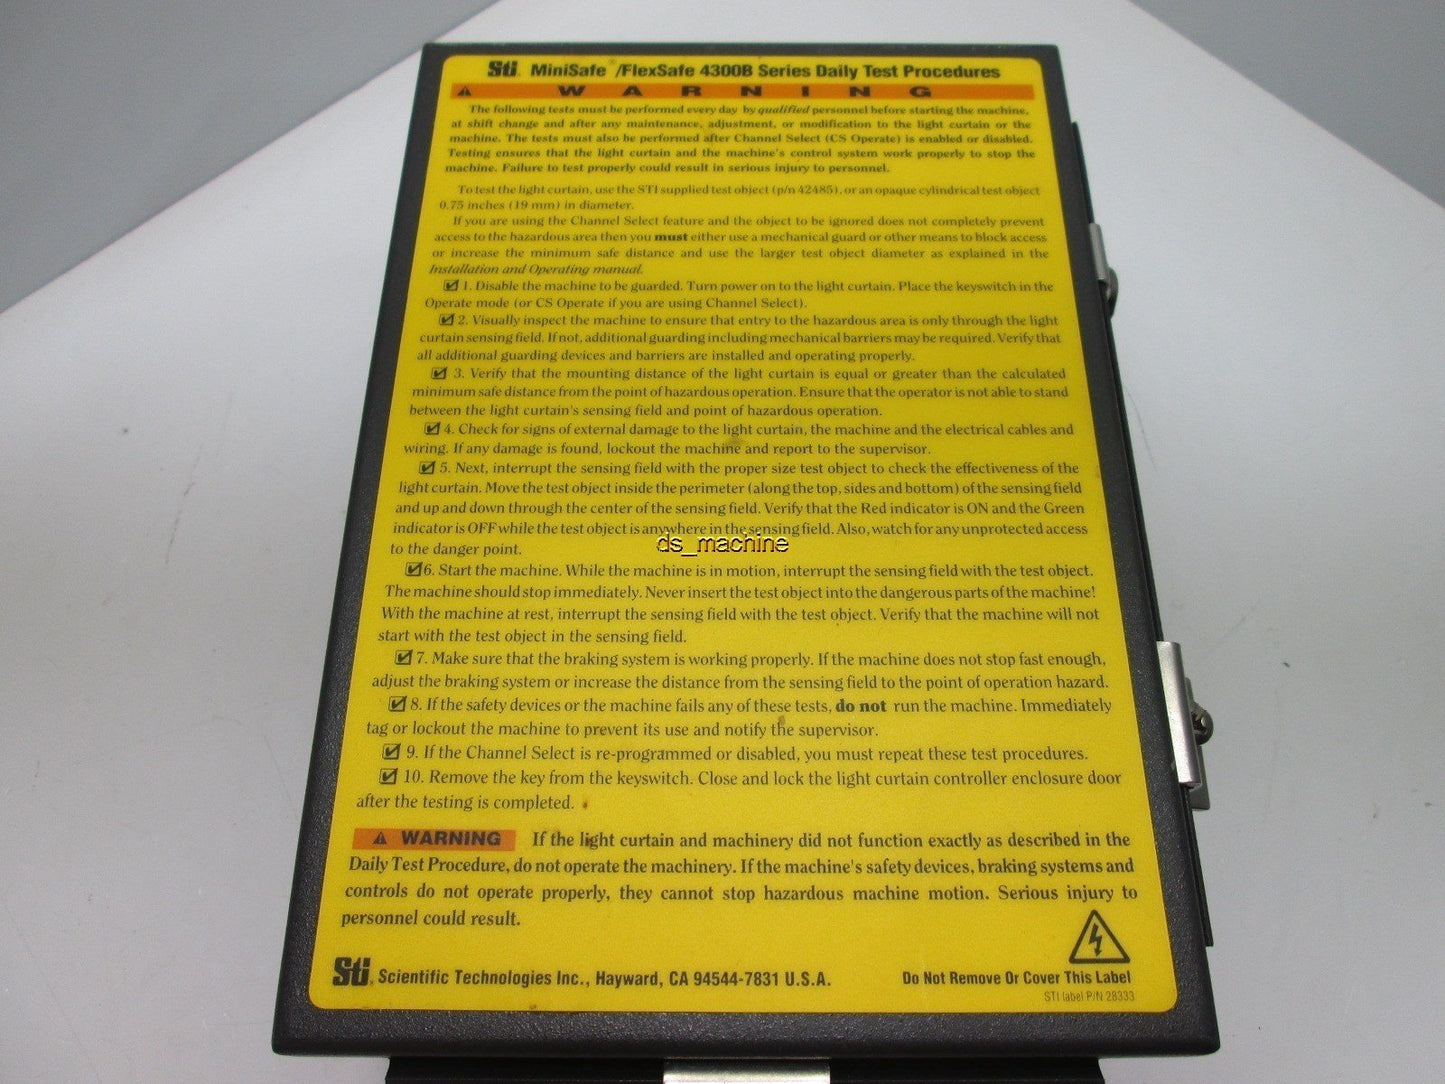 Sti MiniSafe® /FlexSafe 4300B Series Daily Test Procedures
WARNING
The following tests must be performed every day by qualified personnel before starting the machine,
at shift change and after any maintenance, adjustment, or modification to the light curtain or the
machine. The tests must also be performed after Channel Select (CS Operate) is enabled or disabled.
Testing ensures that the light curtain and the machine's control system work properly to stop the
machine. Failure to test properly could result in serious injury to personnel.
To test the light curtain, use the STI supplied test object (p/n 42485), or an opaque cylindrical test object
0.75 inches (19 mm) in diameter.
If you are using the Channel Select feature and the object to be ignored does not completely prevent
access to the hazardous area then you must either use a mechanical guard or other means to block access
or increase the minimum safe distance and use the larger test object diameter as explained in the
Installation and Operating manual.
1. Disable the machine to be guarded. Turn power on to the light curtain. Place the keyswitch in the
Operate mode (or CS Operate if you are using Channel Select).
2. Visually inspect the machine to ensure that entry to the hazardous area is only through the light
curtain sensing field. If not, additional guarding including mechanical barriers may be required. Verify that
all additional guarding devices and barriers are installed and operating properly.
3. Verify that the mounting distance of the light curtain is equal or greater than the calculated
minimum safe distance from the point of hazardous operation. Ensure that the operator is not able to stand
between the light curtain's sensing field and point of hazardous operation.
4. Check for signs of external damage to the light curtain, the machine and the electrical cables and
wiring. If any damage is found, lockout the machine and report to the supervisor.
5. Next, interrupt the sensing field with the proper size test object to check the effectiveness of the
light curtain. Move the test object inside the perimeter (along the top, sides and bottom) of the sensing field
and up and down through the center of the sensing field. Verify that the Red indicator is ON and the Green
indicator is OFF while the test object is anywhere in the sensing field. Also, watch for any unprotected access
to the danger point.
ds_machine
6. Start the machine. While the machine is in motion, interrupt the sensing field with the test object.
The machine should stop immediately. Never insert the test object into the dangerous parts of the machine!
With the machine at rest, interrupt the sensing field with the test object. Verify that the machine will not
start with the test object in the sensing field.
7. Make sure that the braking system is working properly. If the machine does not stop fast enough,
adjust the braking system or increase the distance from the sensing field to the point of operation hazard.
8. If the safety devices or the machine fails any of these tests, do not run the machine. Immediately
tag or lockout the machine to prevent its use and notify the supervisor.
9. If the Channel Select is re-programmed or disabled, you must repeat these test procedures.
10. Remove the key from the keyswitch. Close and lock the light curtain controller enclosure door
after the testing is completed.
WARNING If the light curtain and machinery did not function exactly as described in the
Daily Test Procedure, do not operate the machinery. If the machine's safety devices, braking systems and
controls do not operate properly, they cannot stop hazardous machine motion. Serious injury to
personnel could result.
Sti® Scientific Technologies Inc., Hayward, CA 94544-7831 U.S.A.
Do Not Remove Or Cover This Label
STI label P/N 28333